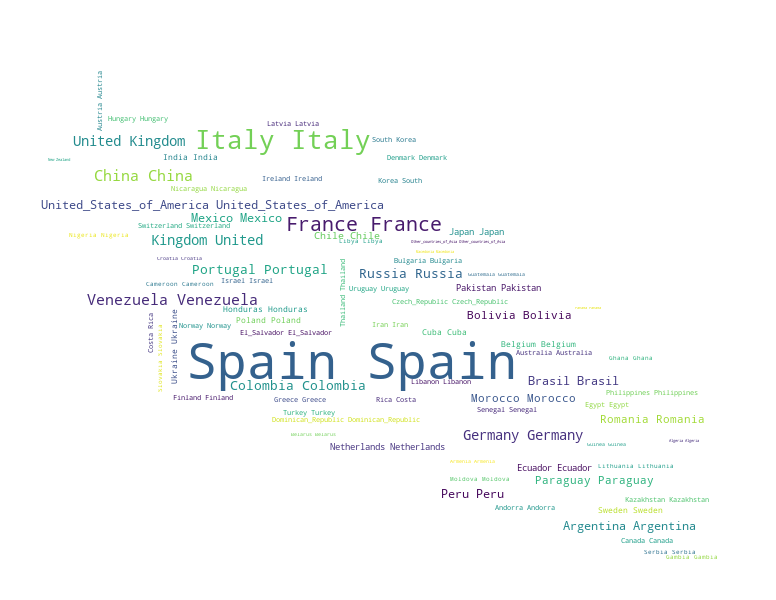 Austria Austria
Hungary Hungary
Latvia Latvia
United Kingdom
Italy Italy
South Korea
New Zealand
India India
Denmark Denmark
China China
Ireland Ireland
Korea South
Nicaragua Nicaragua
United_States_of_America United_States_of_America
Mexico Mexico
France France
Switzerland Switzerland
Japan Japan
Nigeria Nigeria
Kingdom United
Chile Chile
Libya Libya
Other_countries_of_Asia Other_countries_of_Asia
Croatia Croatia
Bulgaria Bulgaria
Portugal Portugal
Russia Russia
Guatemala Guatemala
Cameroon Cameroon
Israel Israel
Thailand Thailand
Uruguay Uruguay
Pakistan Pakistan
Venezuela Venezuela
Czech_Republic Czech_Republic
Honduras Honduras
Bolivia Bolivia
Costa Rica
Slovakia Slovakia
Ukraine Ukraine
Norway Norway
Poland Poland
Iran Iran
El_Salvador El_Salvador
Cuba Cuba
Belgium Belgium
Australia Australia
Ghana Ghana
Spain Spain
Colombia Colombia
Lebanon Lebanon
Brasil Brasil
Finland Finland
Greece Greece
Rica Costa
Morocco Morocco
Philippines Philippines
Senegal Senegal
Egypt Egypt
Turkey Turkey
Dominican_Republic Dominican_Republic
Romania Romania
Belarus Belarus
Germany Germany
Netherlands Netherlands
Guinea Guinea
Algeria Algeria
Ecuador Ecuador
Lithuania Lithuania
Moldova Moldova
Paraguay Paraguay
Peru Peru
Kazakhstan Kazakhstan
Andorra Andorra
Sweden Sweden
Argentina Argentina
Canada Canada
Serbia Serbia
Gambia Gambia